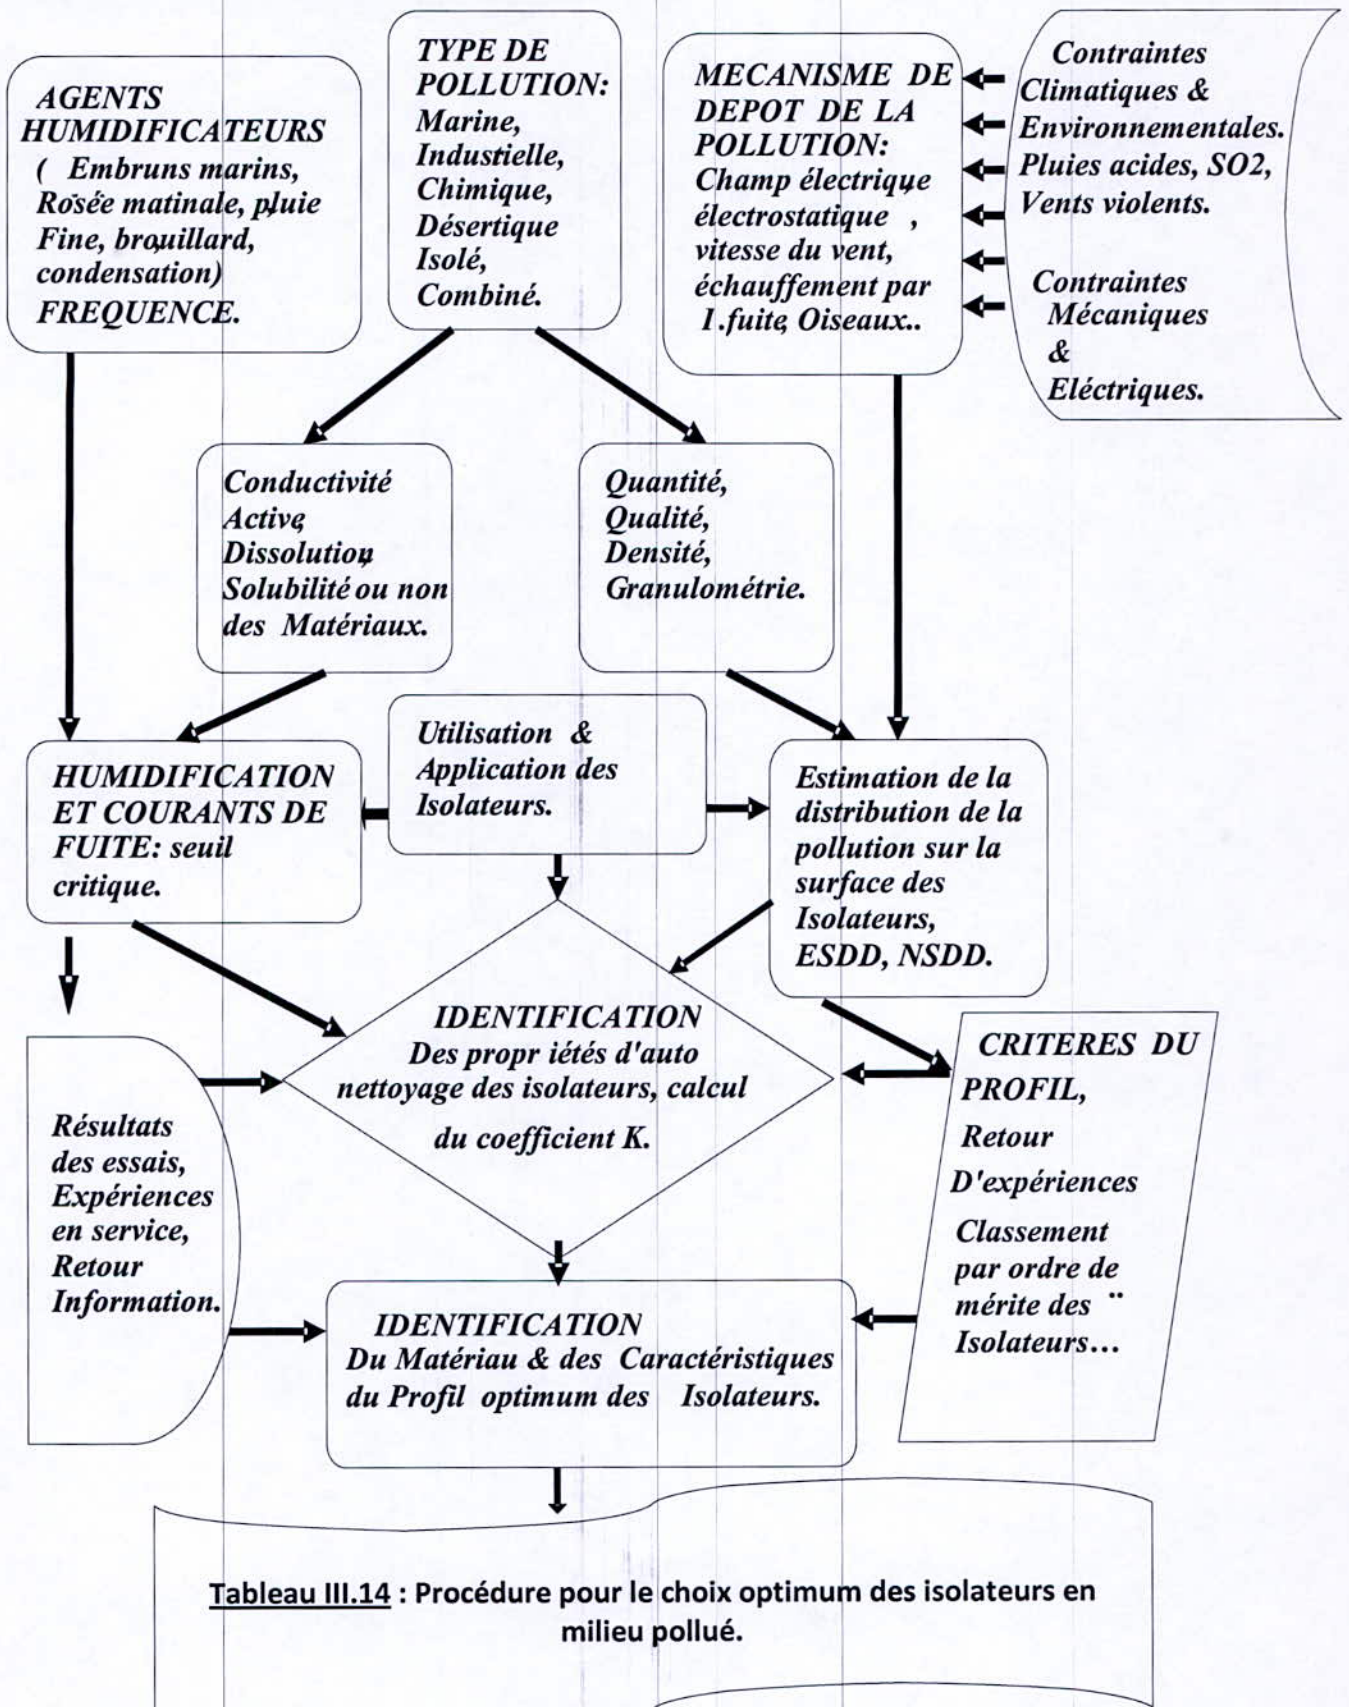 AGENTS
HUMIDIFICATEURS
( Embruns marins,
Rosée matinale, pluie
Fine, brouillard,
condensation)
FREQUENCE.
TYPE DE
POLLUTION:
Marine,
Industielle,
Chimique,
Désertique
Isolé,
Combiné.
MECANISME DE
DEPOT DE LA
POLLUTION:
Champ électrique,
électrostatique ,
vitesse du vent,
échauffement par
I.fuite, Oiseaux..
Contraintes
Climatiques &
Environnementales.
Pluies acides, SO2,
Vents violents.
Contraintes
Mécaniques
&
Eléctriques.
Conductivité
Active,
Dissolution,
Solubilité ou non
des Matériaux.
Quantité,
Qualité,
Densité,
Granulométrie.
HUMIDIFICATION
ET COURANTS DE
FUITE: seuil
critique.
Utilisation &
Application des
Isolateurs.
Estimation de la
distribution de la
pollution sur la
surface des
Isolateurs,
ESDD, NSDD.
IDENTIFICATION
Des propr iétés d'auto
nettoyage des isolateurs, calcul
du coefficient K.
Résultats
des essais,
Expériences
en service,
Retour
Information.
CRITERES DU
PROFIL,
Retour
D'expériences
Classement
par ordre de
mérite des ¨
Isolateurs…
IDENTIFICATION
Du Matériau & des Caractéristiques
du Profil optimum des Isolateurs.
Tableau III.14 : Procédure pour le choix optimum des isolateurs en
milieu pollué.